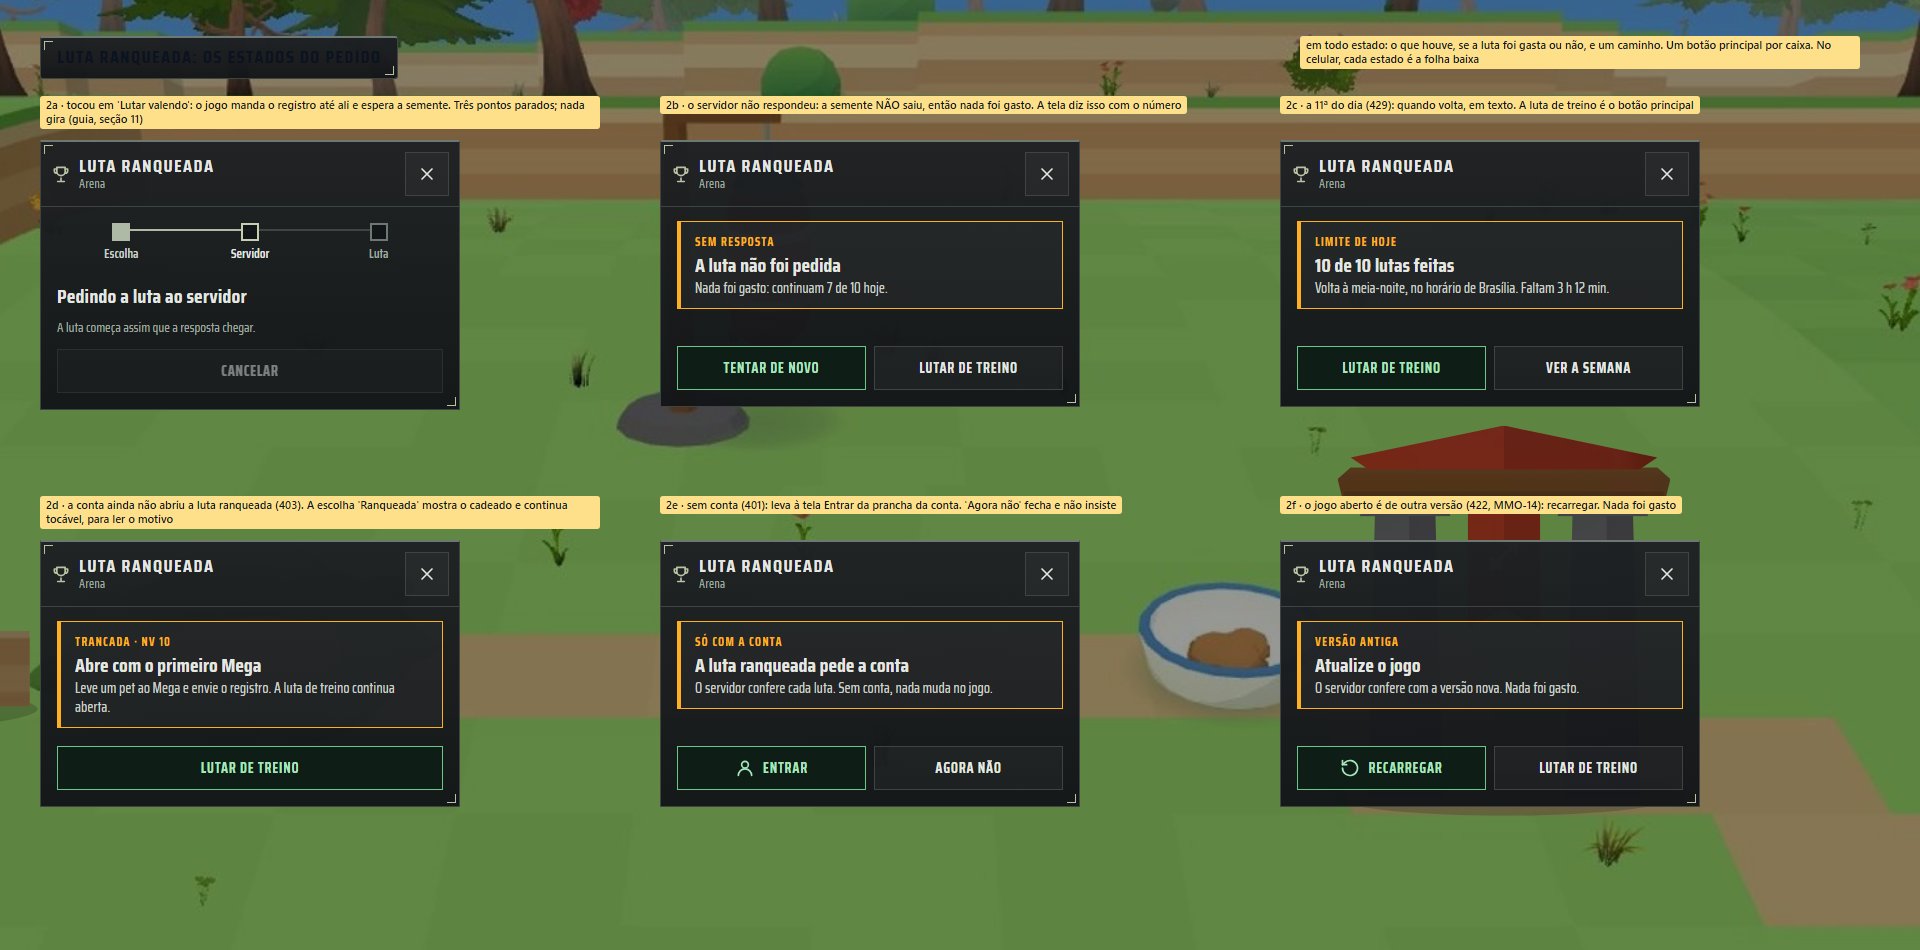 LUTA RANQUEADA: OS ESTADOS DO PEDIDO
em todo estado: o que houve, se a luta foi gasta ou não, e um caminho. Um botão principal por caixa. No
celular, cada estado é a folha baixa
2a · tocou em 'Lutar valendo': o jogo manda o registro até ali e espera a semente. Três pontos parados; nada
gira (guia, seção 11)
LUTA RANQUEADA
Arena
Escolha
Servidor
Luta
Pedindo a luta ao servidor
A luta começa assim que a resposta chegar.
CANCELAR
2b · o servidor não respondeu: a semente NÃO saiu, então nada foi gasto. A tela diz isso com o número
LUTA RANQUEADA
Arena
SEM RESPOSTA
A luta não foi pedida
Nada foi gasto: continuam 7 de 10 hoje.
TENTAR DE NOVO
LUTAR DE TREINO
2c · a 11ª do dia (429): quando volta, em texto. A luta de treino é o botão principal
LUTA RANQUEADA
Arena
LIMITE DE HOJE
10 de 10 lutas feitas
Volta à meia-noite, no horário de Brasília. Faltam 3 h 12 min.
LUTAR DE TREINO
VER A SEMANA
2d · a conta ainda não abriu a luta ranqueada (403). A escolha 'Ranqueada' mostra o cadeado e continua
tocável, para ler o motivo
LUTA RANQUEADA
Arena
TRANCADA · NV 10
Abre com o primeiro Mega
Leve um pet ao Mega e envie o registro. A luta de treino continua
aberta.
LUTAR DE TREINO
2e · sem conta (401): leva à tela Entrar da prancha da conta. 'Agora não' fecha e não insiste
LUTA RANQUEADA
Arena
SÓ COM A CONTA
A luta ranqueada pede a conta
O servidor confere cada luta. Sem conta, nada muda no jogo.
ENTRAR
AGORA NÃO
2f · o jogo aberto é de outra versão (422, MMO-14): recarregar. Nada foi gasto
LUTA RANQUEADA
Arena
VERSÃO ANTIGA
Atualize o jogo
O servidor confere com a versão nova. Nada foi gasto.
RECARREGAR
LUTAR DE TREINO